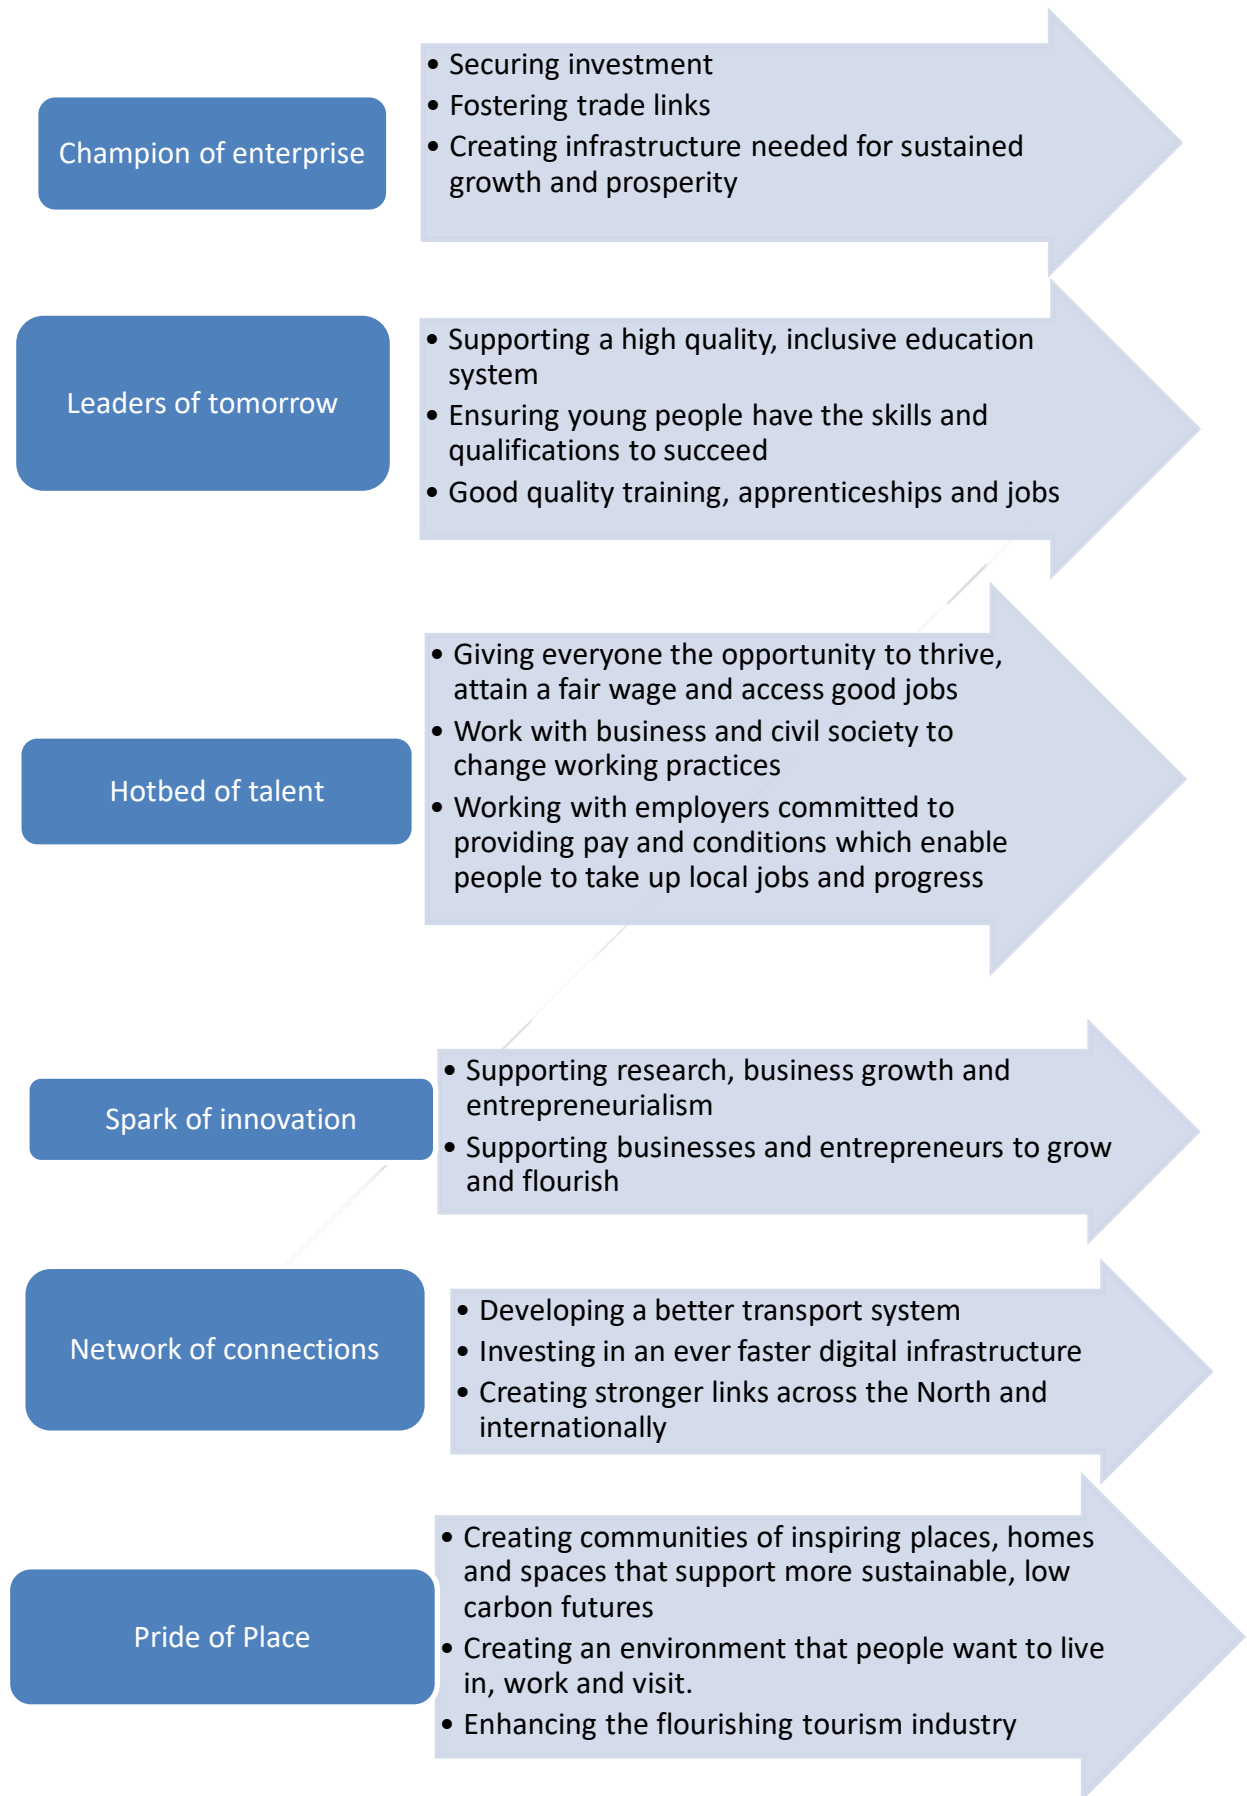 Champion of enterprise
• Securing investment
• Fostering trade links
• Creating infrastructure needed for sustained
growth and prosperity
Leaders of tomorrow
• Supporting a high quality, inclusive education
system
• Ensuring young people have the skills and
qualifications to succeed
• Good quality training, apprenticeships and jobs
Hotbed of talent
• Giving everyone the opportunity to thrive,
attain a fair wage and access good jobs
• Work with business and civil society to
change working practices
• Working with employers committed to
providing pay and conditions which enable
people to take up local jobs and progress
Spark of innovation
• Supporting research, business growth and
entrepreneurialism
• Supporting businesses and entrepreneurs to grow
and flourish
Network of connections
• Developing a better transport system
• Investing in an ever faster digital infrastructure
• Creating stronger links across the North and
internationally
Pride of Place
• Creating communities of inspiring places, homes
and spaces that support more sustainable, low
carbon futures
• Creating an environment that people want to live
in, work and visit.
• Enhancing the flourishing tourism industry